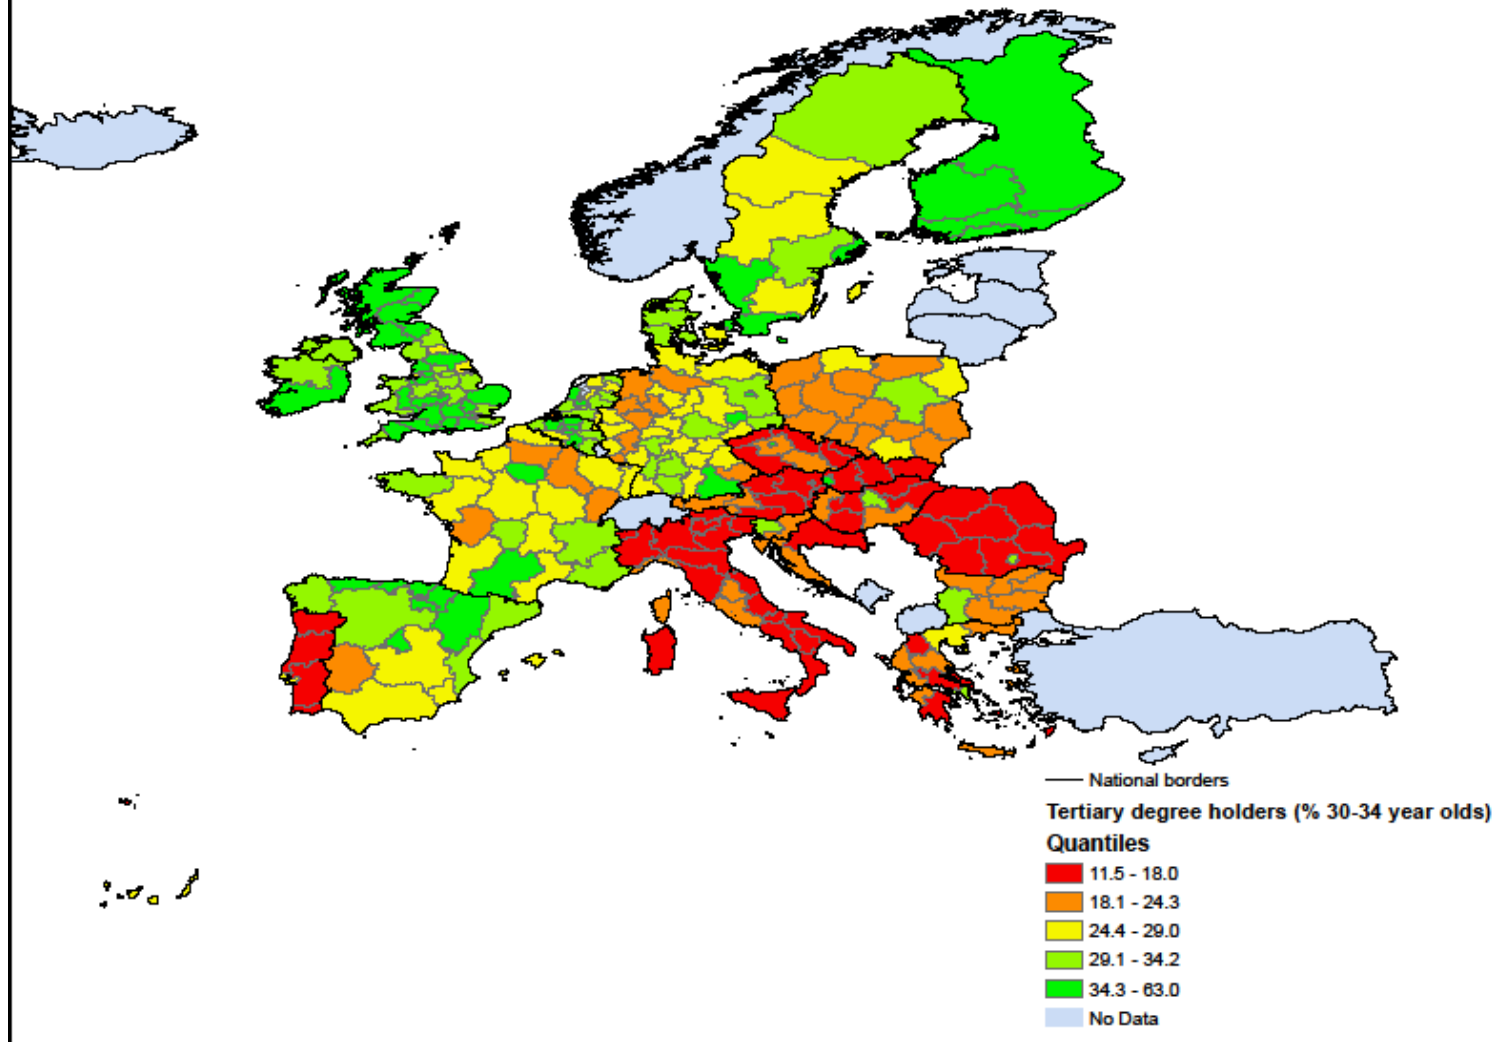 National borders
Tertiary degree holders (% 30-34 year olds)
Quantiles
11.5 - 18.0
18.1 - 24.3
24.4 - 29.0
29.1 - 34.2
34.3 - 63.0
No Data